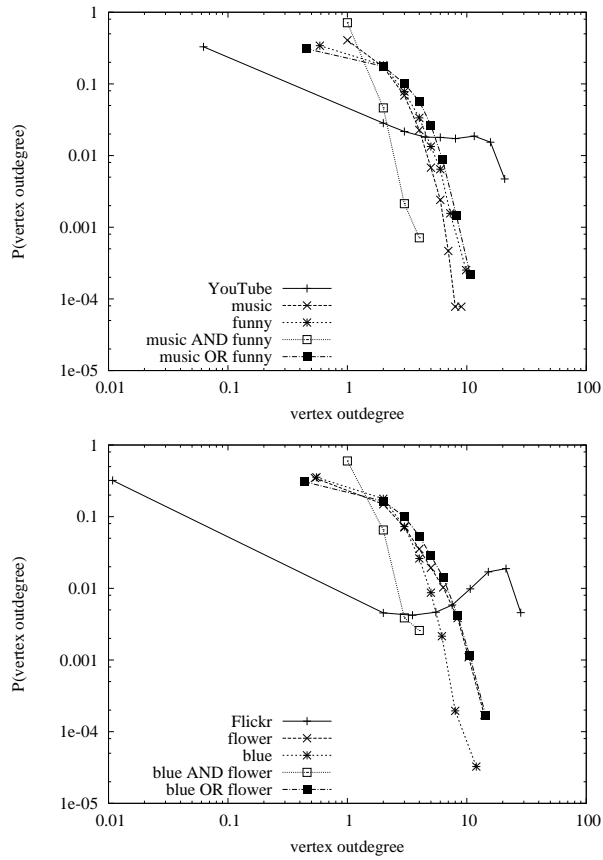 1
0.1
0.01
0.001
1e-04
1e-05
P(vertex outdegree)
YouTube
music
funny
music AND funny
music OR funny
0.01 0.1 1 10 100
vertex outdegree
1
0.1
0.01
0.001
1e-04
1e-05
P(vertex outdegree)
Flickr
flower
blue
blue AND flower
blue OR flower
0.01 0.1 1 10 100
vertex outdegree